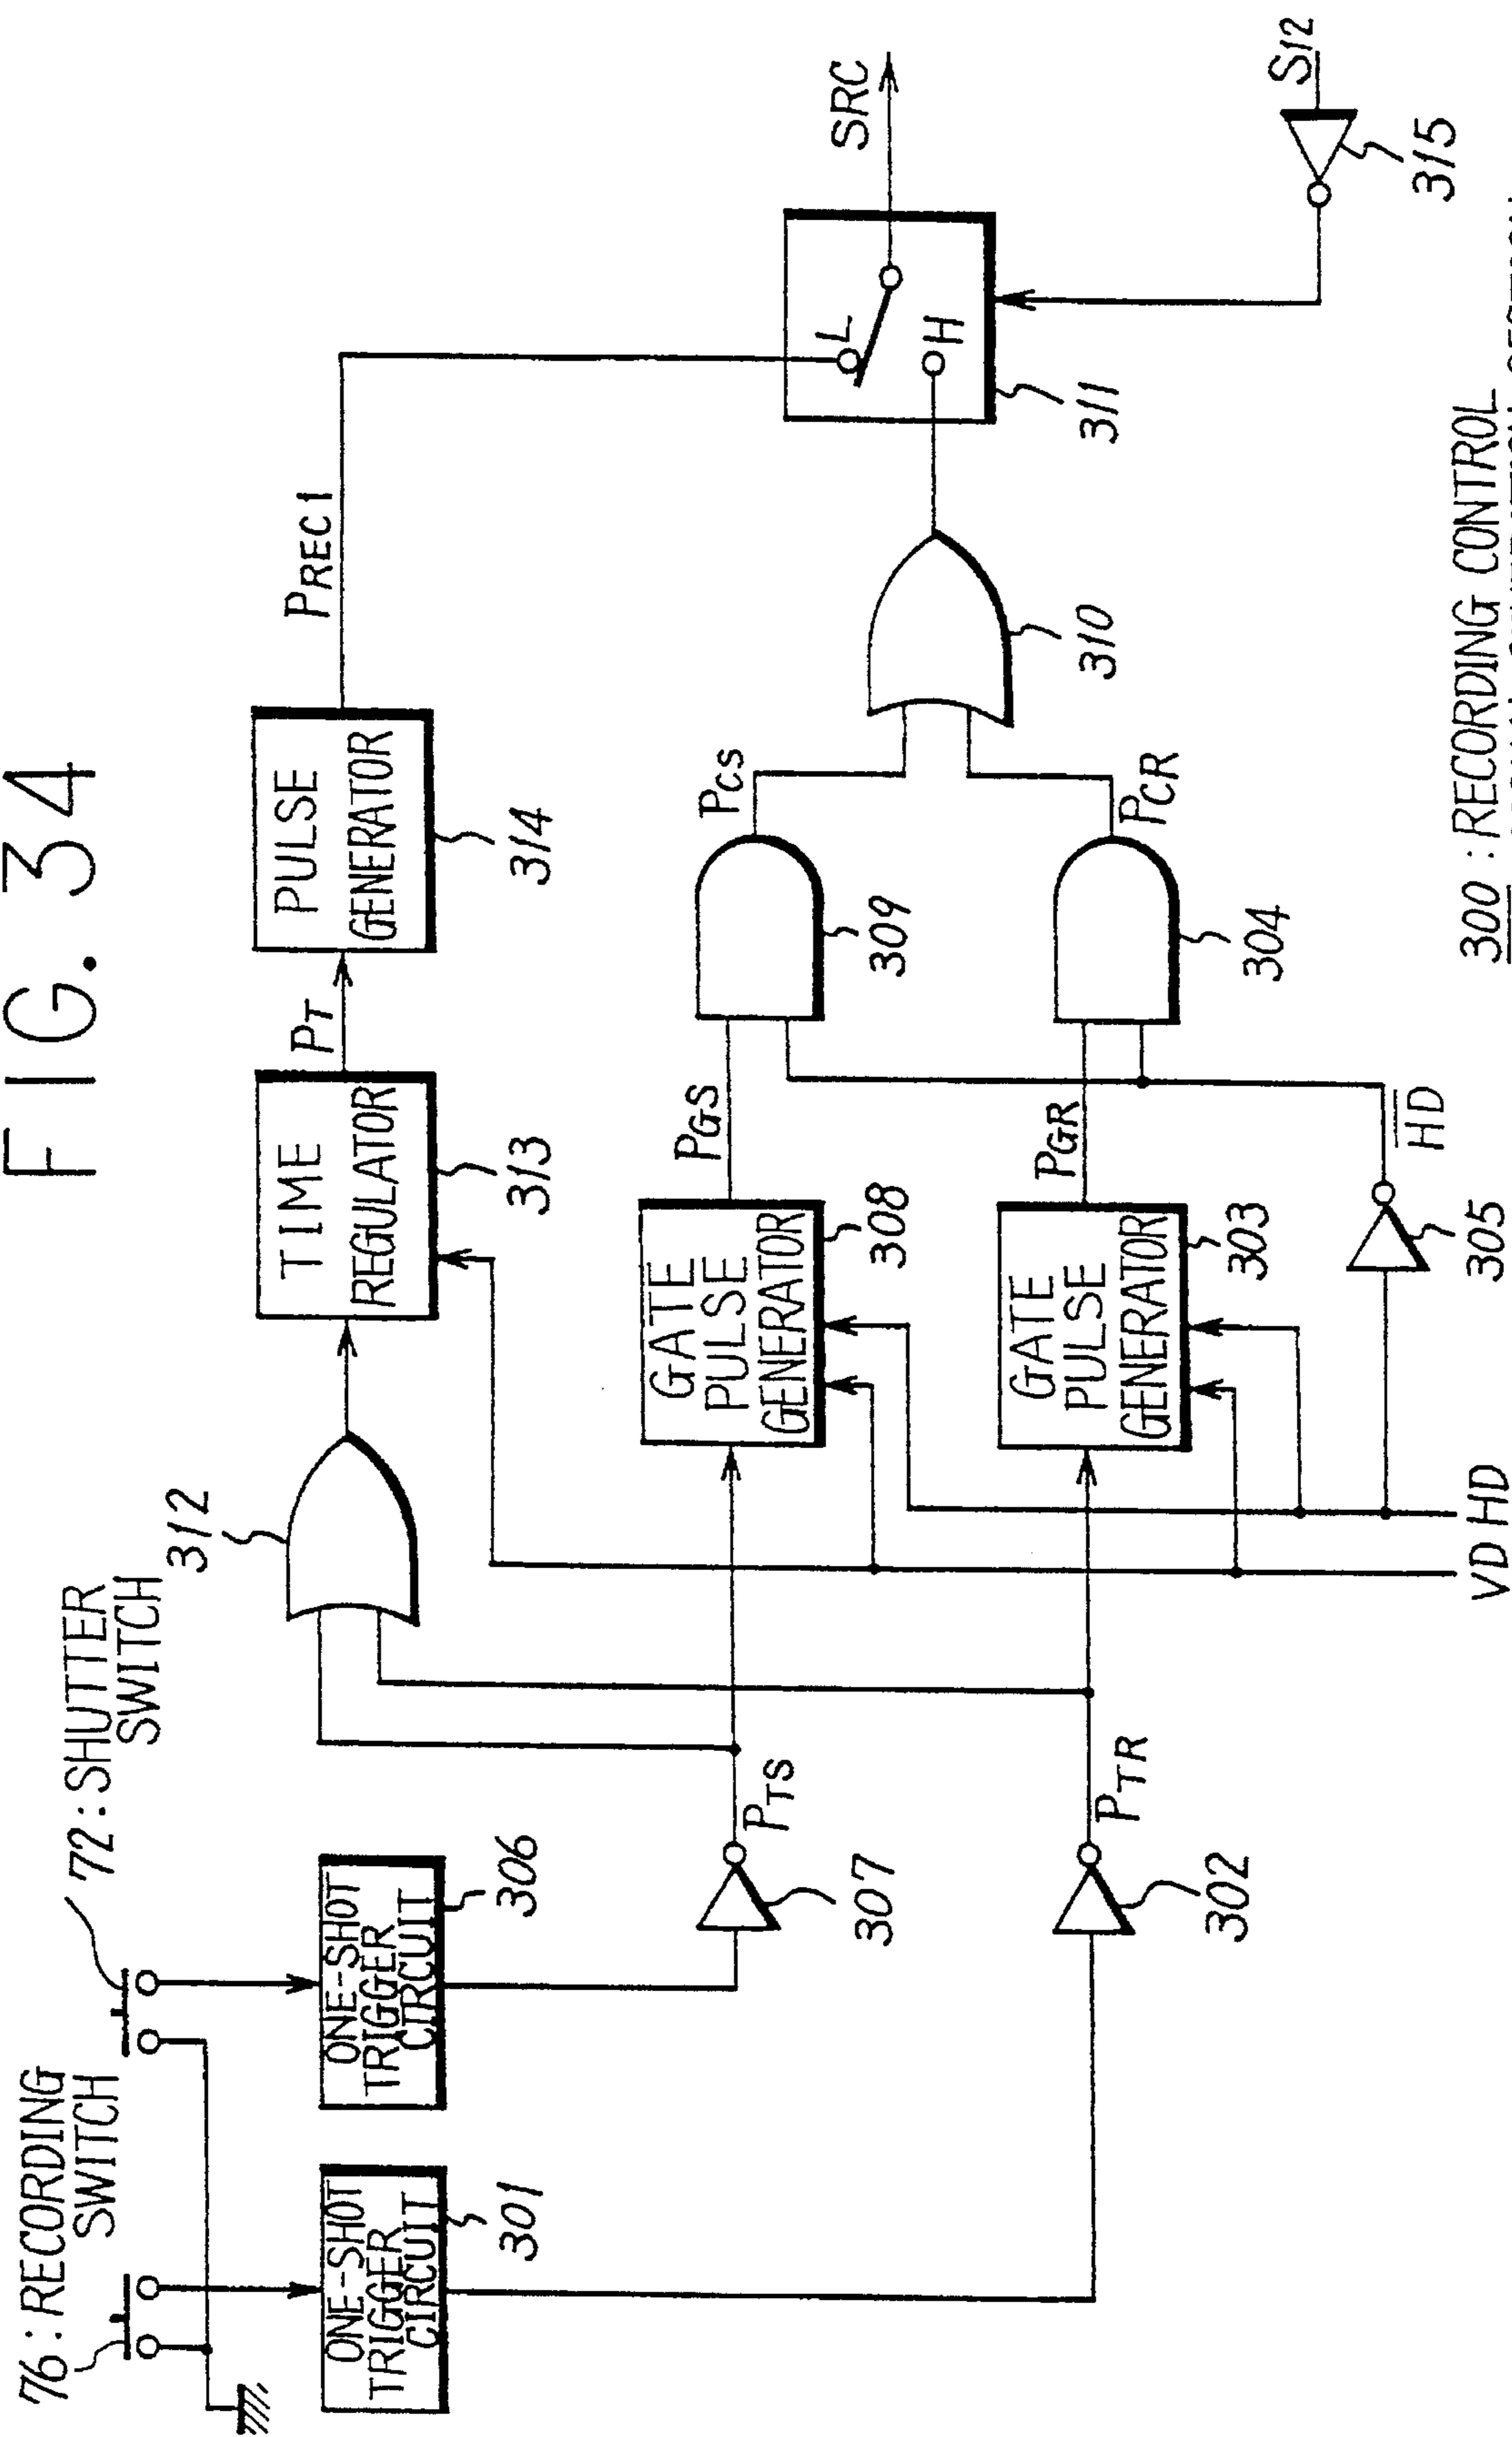 FIG. 34
76 : RECORDING
SWITCH
72 : SHUTTER
SWITCH
312
ONE-SHOT
TRIGGER
CIRCUIT
301
ONE-SHOT
TRIGGER
CIRCUIT
306
TIME
REGULATOR
313
PT
PULSE
GENERATOR
314
PREC1
307
PTS
GATE
PULSE
GENERATOR
308
PGS
309
PCS
302
PTR
GATE
PULSE
GENERATOR
303
PGR
304
PCR
310
L
H
311
SRC
305
HD
S12
315
VD
HD
300 : RECORDING CONTROL